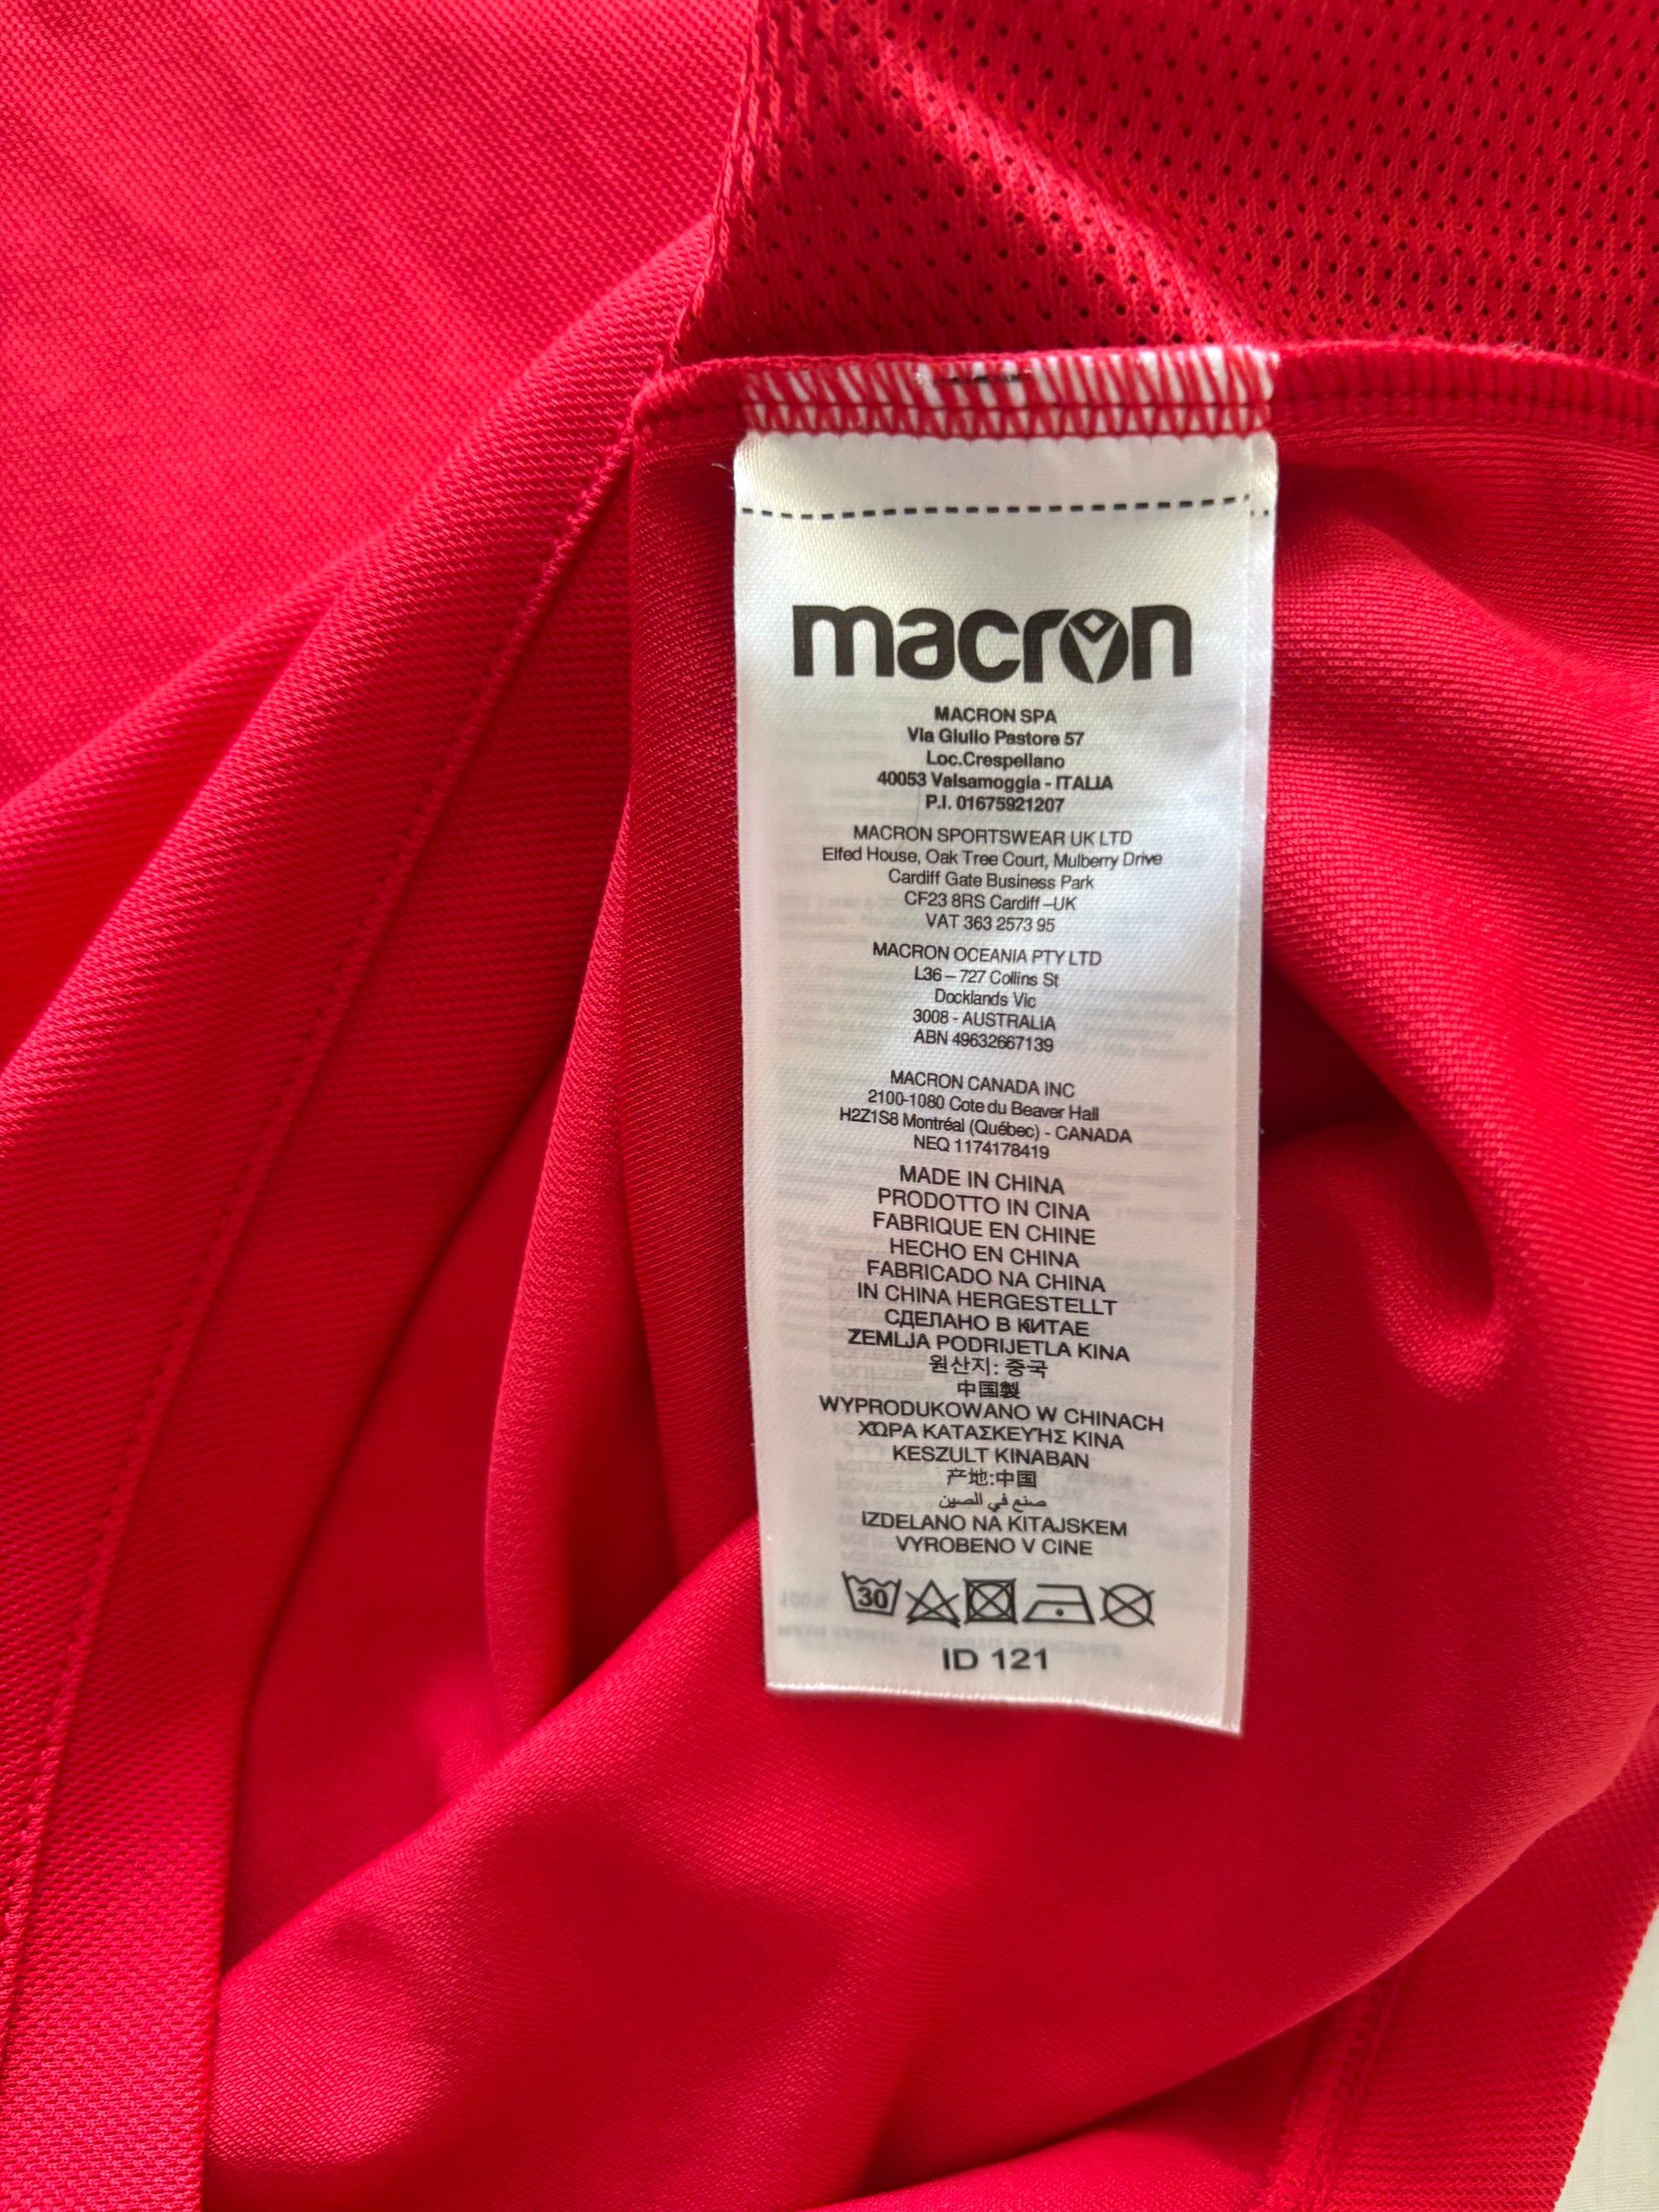 macron
MACRON SPA
Via Giulio Pastore 57
Loc.Crespellano
40053 Valsamoggia - ITALIA
P.I. 01675921207
MACRON SPORTSWEAR UK LTD
Elfed House, Oak Tree Court, Mulberry Drive
Cardiff Gate Business Park
CF23 8RS Cardiff –UK
VAT 363 2573 95
MACRON OCEANIA PTY LTD
L36 – 727 Collins St
Docklands Vic
3008 - AUSTRALIA
ABN 49632667139
MACRON CANADA INC
2100-1080 Cote du Beaver Hall
H2Z1S8 Montréal (Québec) - CANADA
NEQ 1174178419
MADE IN CHINA
PRODOTTO IN CINA
FABRIQUE EN CHINE
HECHO EN CHINA
FABRICADO NA CHINA
IN CHINA HERGESTELLT
СДЕЛАНО В КИТАЕ
ZEMLJA PODRIJETLA KINA
원산지: 중국
中国製
WYPRODUKOWANO W CHINACH
ΧΩΡΑ ΚΑΤΑΣΚΕΥΉΣ ΚΙΝΑ
KESZULT KINABAN
产地:中国
صنع في الصين
IZDELANO NA KITAJSKEM
VYROBENO V CINE
30
ID 121